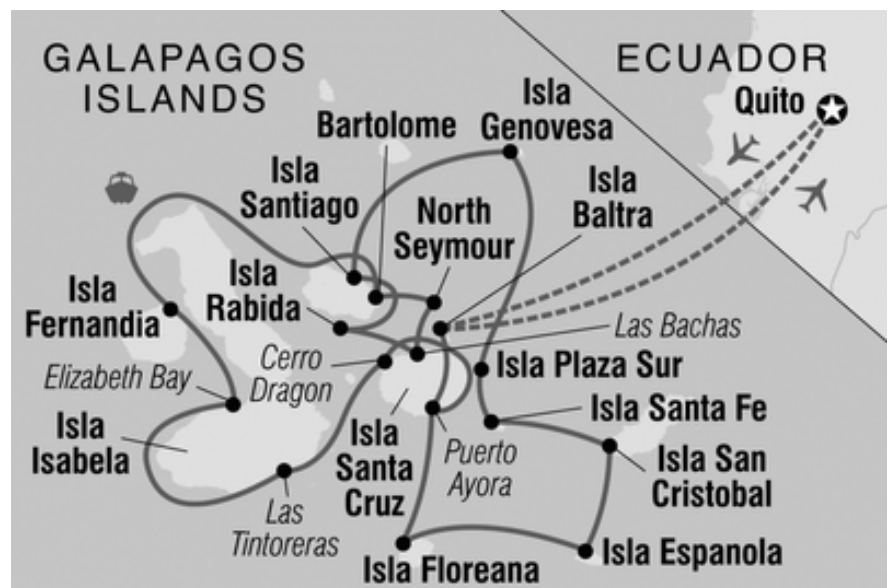 GALAPAGOS
ISLANDS
ECUADOR
Quito
Isla
Genovesa
Bartolome
Isla
Santiago
North
Seymour
Isla
Baltra
Isla
Rabida
Isla
Fernandia
Las Bachas
Cerro
Dragon
Elizabeth Bay
Isla Plaza Sur
Isla Santa Fe
Isla
Isabela
Isla
Santa
Cruz
Puerto
Ayora
Isla San
Cristobal
Las
Tintoreras
Isla Floreana
Isla Espanola